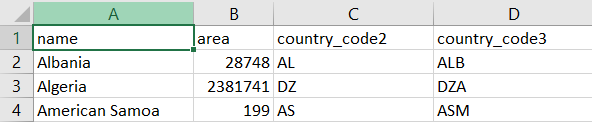 A B C D
1 name area country_code2 country_code3
2 Albania 28748 AL ALB
3 Algeria 2381741 DZ DZA
4 American Samoa 199 AS ASM